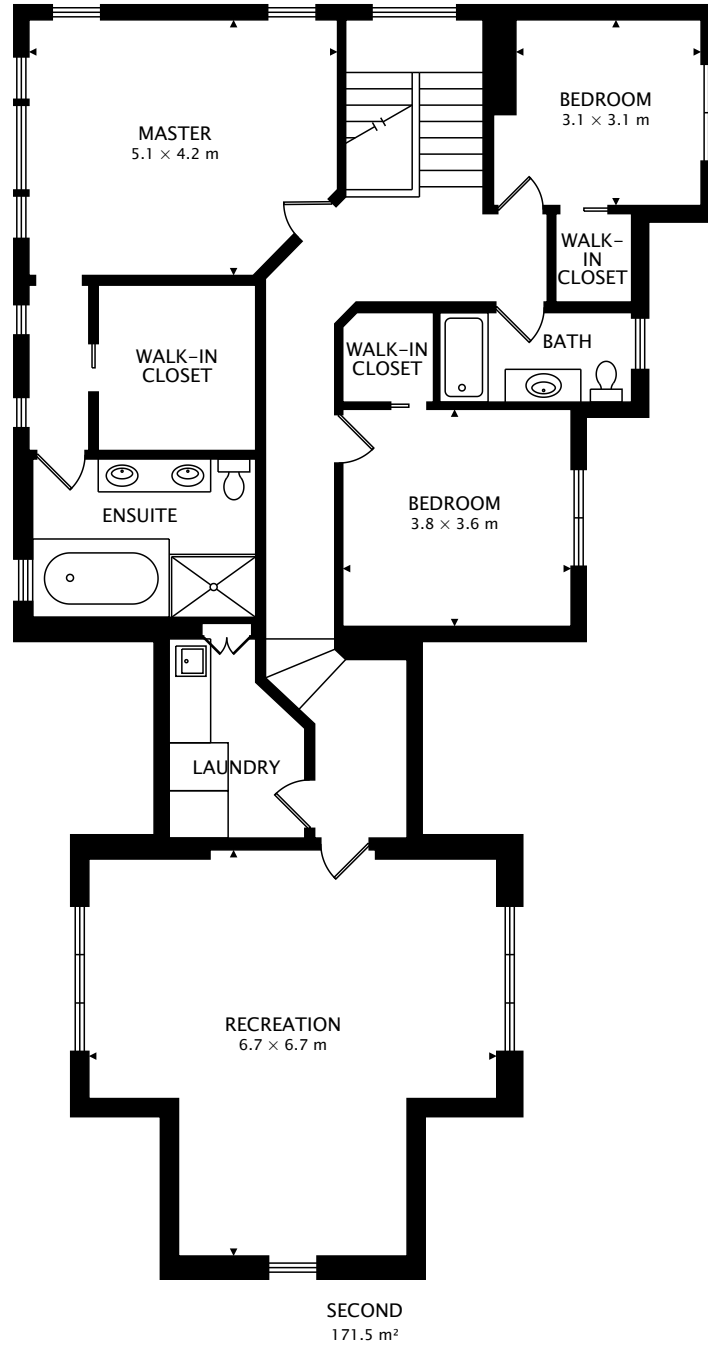 MASTER
5.1 × 4.2 m
BEDROOM
3.1 × 3.1 m
WALK-
IN
CLOSET
WALK-IN
CLOSET
WALK-IN
CLOSET
BATH
ENSUITE
BEDROOM
3.8 × 3.6 m
LAUNDRY
RECREATION
6.7 × 6.7 m
SECOND
171.5 m²